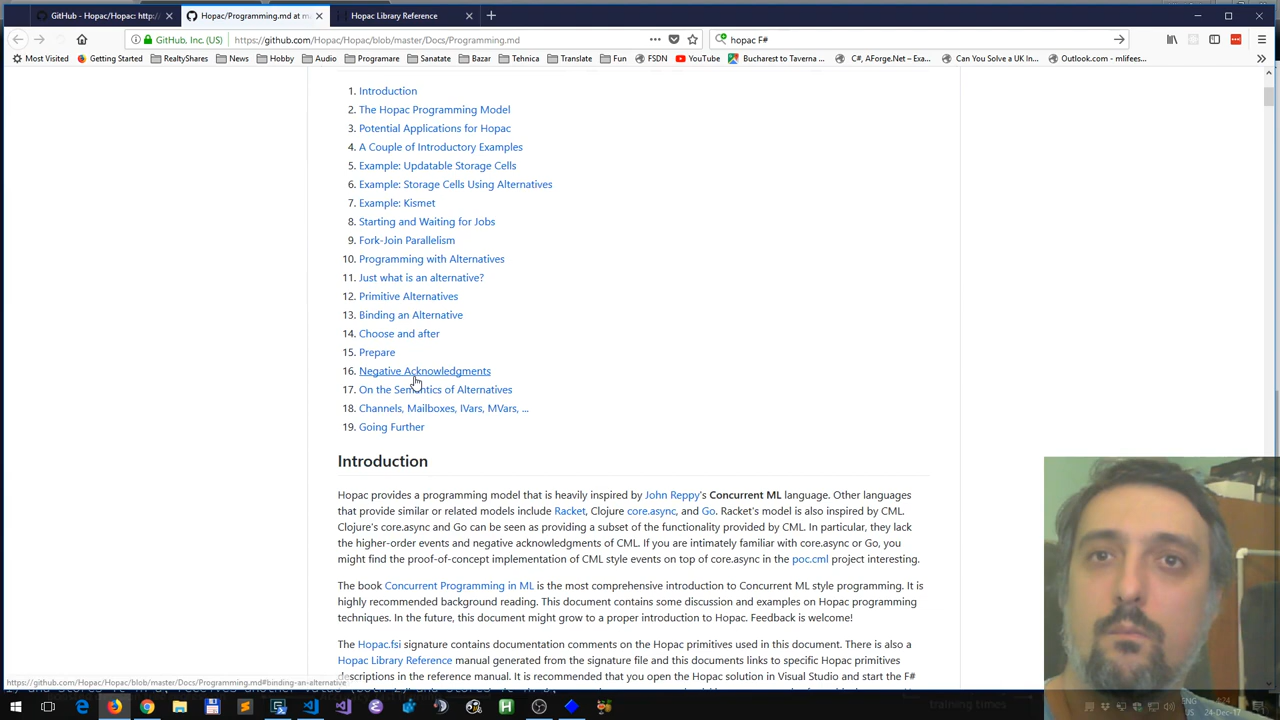 GitHub - Hopac/Hopac: http:/
Hopac/Programming.md at ma
Hopac Library Reference
GitHub, Inc. (US)
https://github.com/Hopac/Hopac/blob/master/Docs/Programming.md
hopac F#
Most Visited
Getting Started
RealtyShares
News
Hobby
Audio
Programare
Sanatate
Bazar
Tehnica
Translate
Fun
FSDN
YouTube
Bucharest to Taverna ...
C#, AForge.Net – Exa...
Can You Solve a UK In...
Outlook.com - mlifees...
1. Introduction
2. The Hopac Programming Model
3. Potential Applications for Hopac
4. A Couple of Introductory Examples
5. Example: Updatable Storage Cells
6. Example: Storage Cells Using Alternatives
7. Example: Kismet
8. Starting and Waiting for Jobs
9. Fork-Join Parallelism
10. Programming with Alternatives
11. Just what is an alternative?
12. Primitive Alternatives
13. Binding an Alternative
14. Choose and after
15. Prepare
16. Negative Acknowledgments
17. On the Semantics of Alternatives
18. Channels, Mailboxes, IVars, MVars, ...
19. Going Further
Introduction
Hopac provides a programming model that is heavily inspired by John Reppy's Concurrent ML language. Other languages
that provide similar or related models include Racket, Clojure core.async, and Go. Racket's model is also inspired by CML.
Clojure's core.async and Go can be seen as providing a subset of the functionality provided by CML. In particular, they lack
the higher-order events and negative acknowledgments of CML. If you are intimately familiar with core.async or Go, you
might find the proof-of-concept implementation of CML style events on top of core.async in the poc.cml project interesting.
The book Concurrent Programming in ML is the most comprehensive introduction to Concurrent ML style programming. It is
highly recommended background reading. This document contains some discussion and examples on Hopac programming
techniques. In the future, this document might grow to a proper introduction to Hopac. Feedback is welcome!
The Hopac.fsi signature contains documentation comments on the Hopac primitives used in this document. There is also a
Hopac Library Reference manual generated from the signature file and this documents links to specific Hopac primitives
descriptions in the reference manual. It is recommended that you open the Hopac solution in Visual Studio and start the F#
https://github.com/Hopac/Hopac/blob/master/Docs/Programming.md#binding-an-alternative
training times
ENG
US
4:24
24-Dec-17